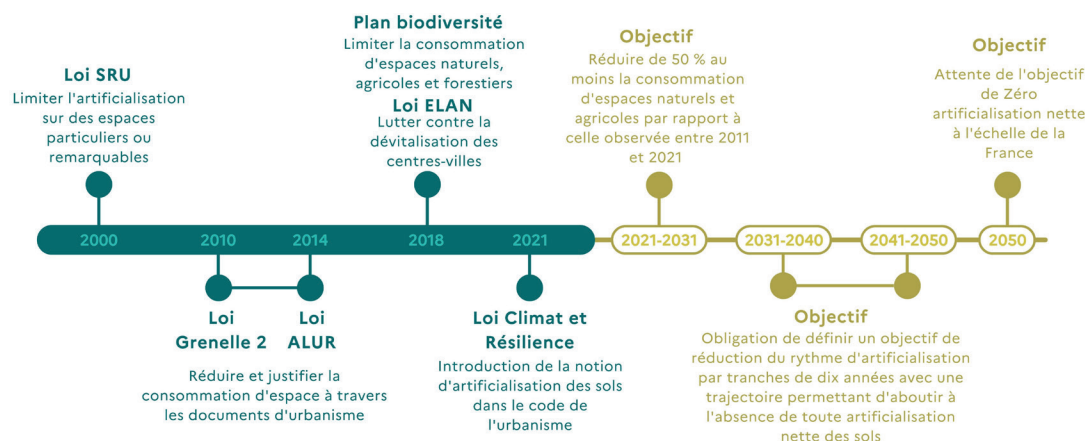 Loi SRU
Limiter l'artificialisation
sur des espaces
particuliers ou
remarquables
Plan biodiversité
Limiter la consommation
d'espaces naturels,
agricoles et forestiers
Loi ELAN
Lutter contre la
dévitalisation des
centres-villes
Objectif
Réduire de 50 % au
moins la consommation
d'espaces naturels et
agricoles par rapport à
celle observée entre 2011
et 2021
Objectif
Attente de l'objectif
de Zéro
artificialisation nette
à l'échelle de la
France
2000
2010
2014
2018
2021
2021-2031
2031-2040
2041-2050
2050
Loi
Grenelle 2
Loi
ALUR
Réduire et justifier la
consommation d'espace à travers
les documents d'urbanisme
Loi Climat et
Résilience
Introduction de la notion
d'artificialisation des sols
dans le code de
l'urbanisme
Objectif
Obligation de définir un objectif de
réduction du rythme d'artificialisation
par tranches de dix années avec une
trajectoire permettant d'aboutir à
l'absence de toute artificialisation
nette des sols